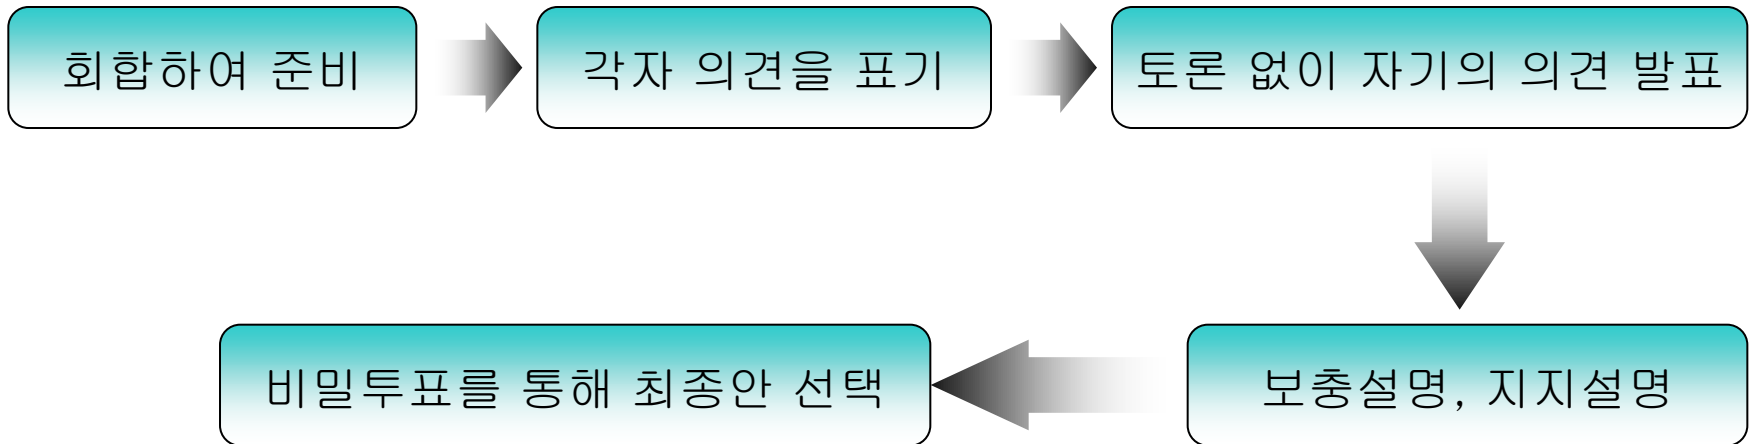 회합하여 준비
각자 의견을 표기
토론 없이 자기의 의견 발표
보충설명, 지지설명
비밀투표를 통해 최종안 선택